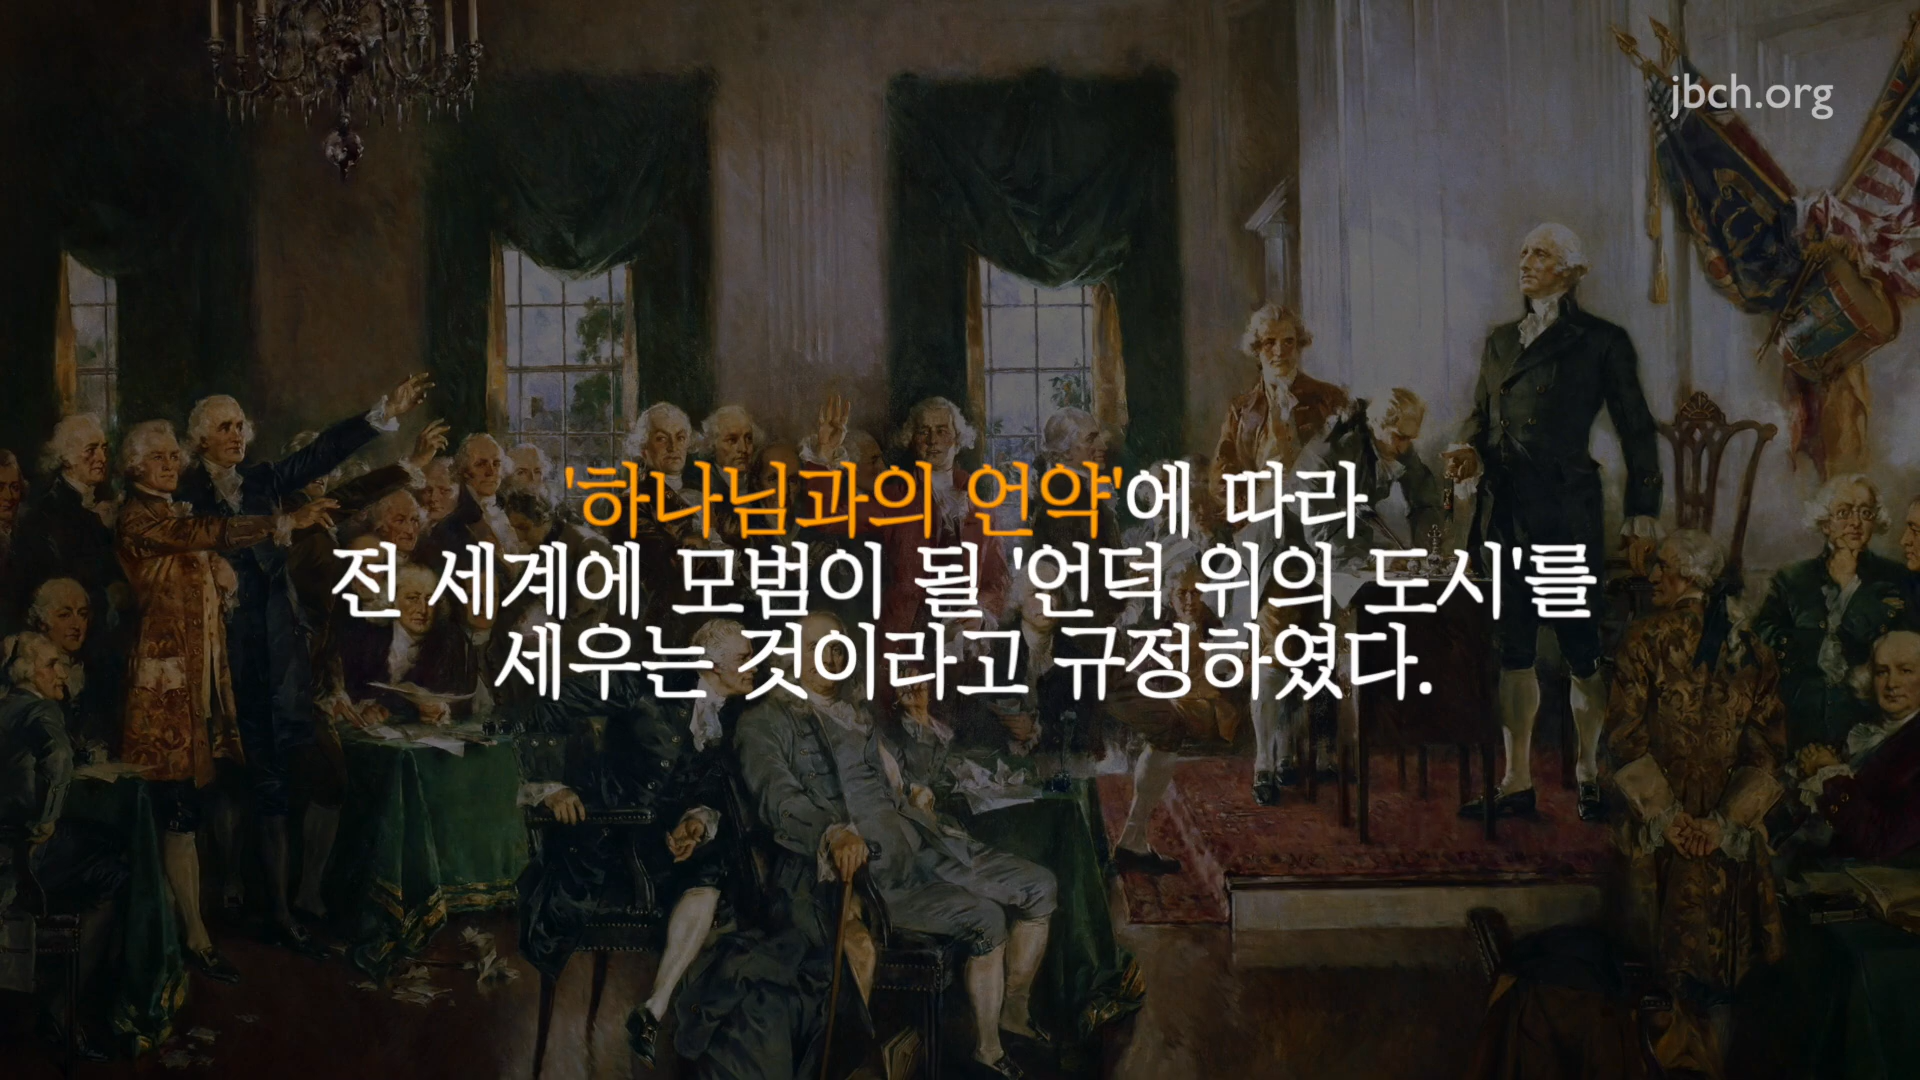 jbch.org
'하나님과의 언약'에 따라
전 세계에 모범이 될 '언덕 위의 도시'를
세우는 것이라고 규정하였다.